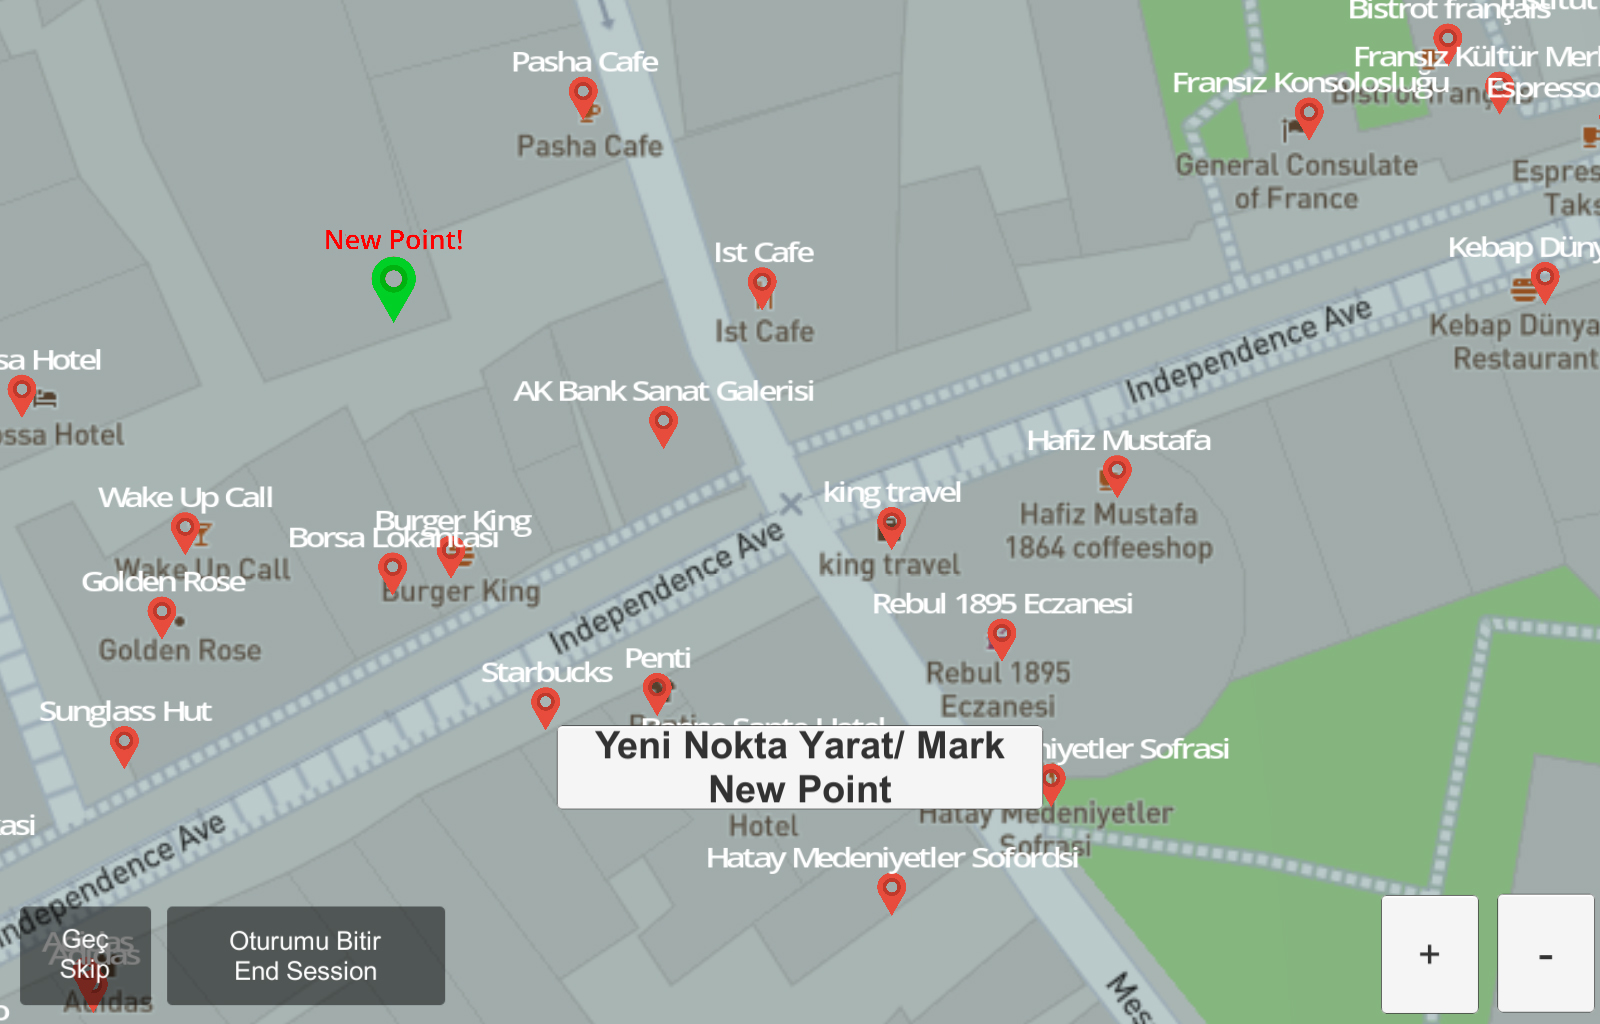 Bistrot français
Pasha Cafe
Fransız Kültür Merk
Fransız Konsolosluğu
Espresso
Pasha Cafe
General Consulate
of France
Espres
Taks
New Point!
Ist Cafe
Kebap Düny
Independence Ave
Ist Cafe
Kebap Dünya
Restaurant
sa Hotel
AK Bank Sanat Galerisi
ossa Hotel
Hafiz Mustafa
Wake Up Call
king travel
Burger King
Borsa Lokantasi
Hafiz Mustafa
1864 coffeeshop
Independence Ave
king travel
Wake Up Call
Golden Rose
Burger King
Rebul 1895 Eczanesi
Golden Rose
Penti
Starbucks
Rebul 1895
Eczanesi
Sunglass Hut
Yeni Nokta Yarat/ Mark
New Point
niyetler Sofrasi
Hotel
Hatay Medeniyetler
Sofrasi
Independence Ave
Hatay Medeniyetler Sofordsi
Geç
Skip
Oturumu Bitir
End Session
Adidas
Adidas
+
-
Mes